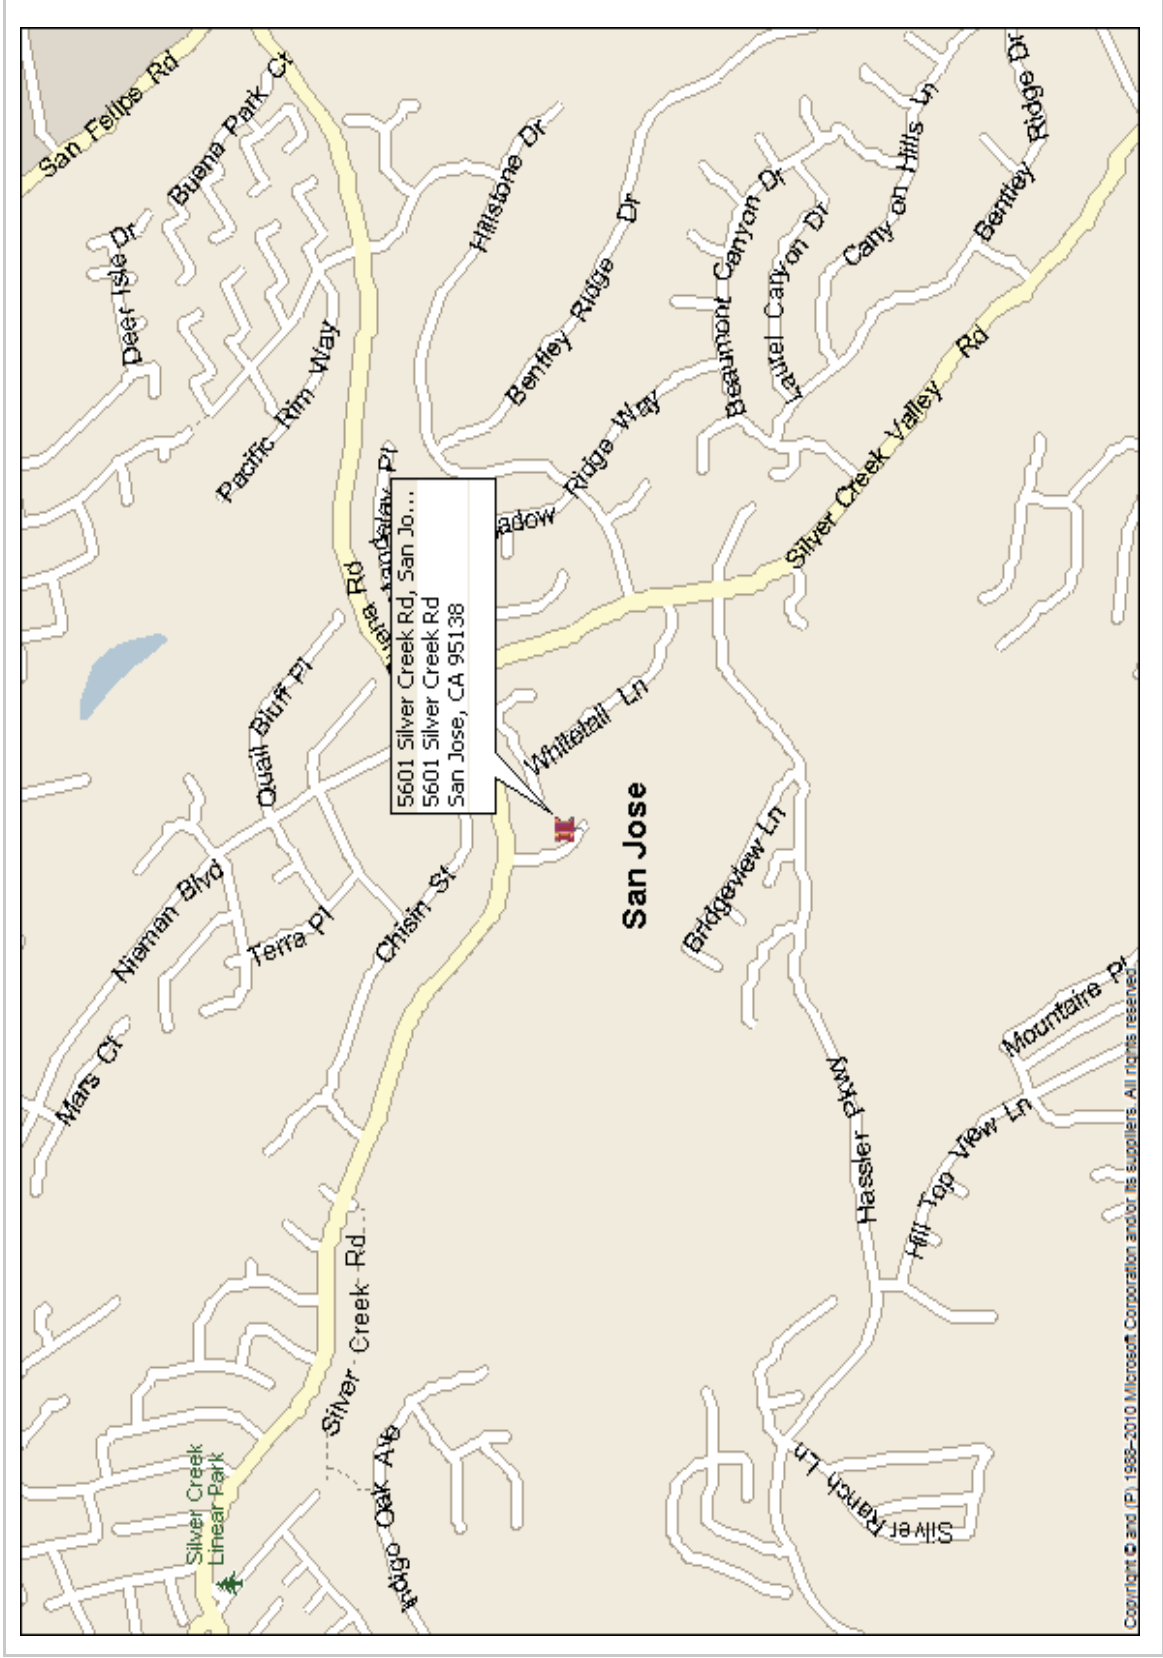 San Felipe Rd
Buena Park Ct
Deer Isle Dr
Pacific Rim Way
Hillstone Dr
Bentley Ridge Dr
Beaumont Canyon Dr
Laurel Canyon Dr
Canyon Hills Ln
Bentley Ridge Dr
Ridge Way
adow
Silver Creek Valley Rd
ena Rd
andalay Pl
5601 Silver Creek Rd, San Jo...
5601 Silver Creek Rd
San Jose, CA 95138
Quail Bluff Pl
Whitetail Ln
Nieman Blvd
Terra Pl
Chisin St
San Jose
Bridgeview Ln
Mars Ct
Mountaire Pl
Hassler Pkwy
Hill Top View Ln
Silver Creek Rd
Silver Creek
Linear Park
Indigo Oak Ave
Silver Ranch Ln
Copyright © and (P) 1988–2010 Microsoft Corporation and/or its suppliers. All rights reserved.